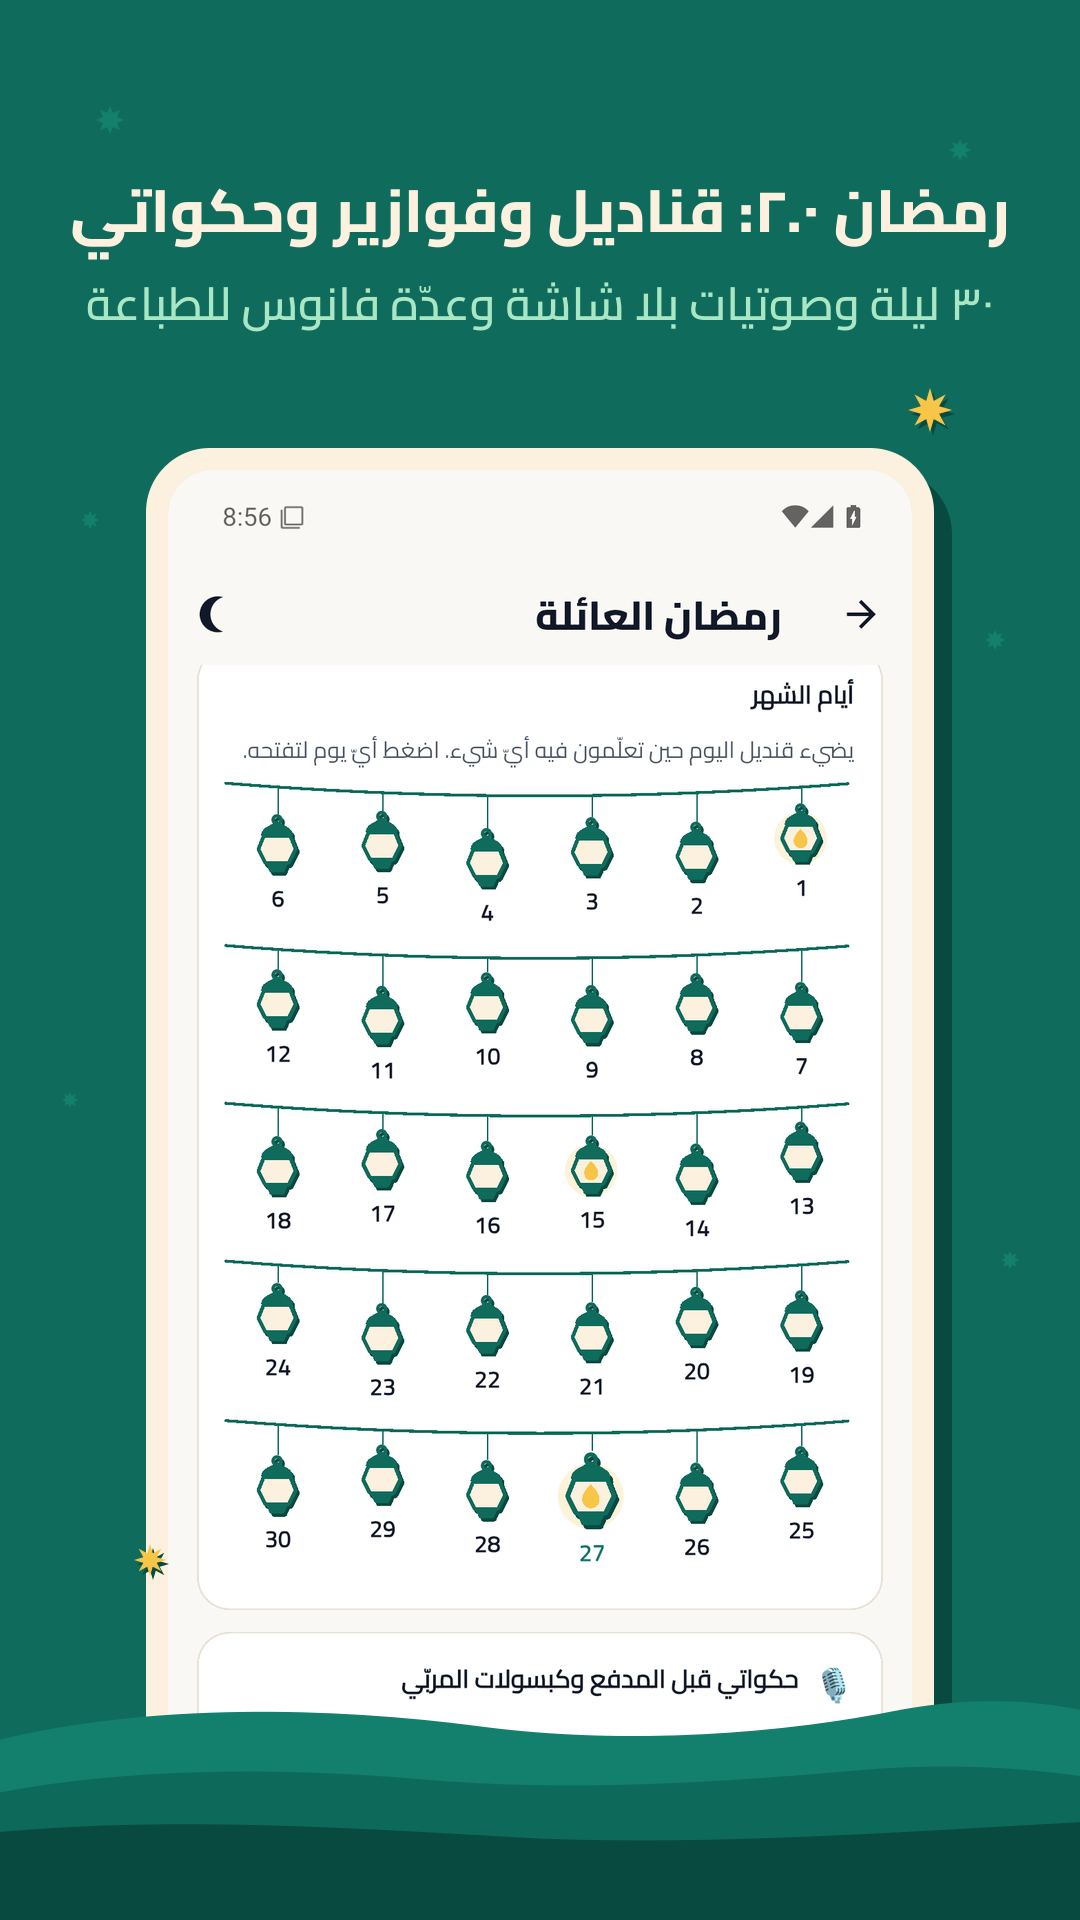 رمضان ٢.٠: قناديل وفوازير وحكواتي
٣٠ ليلة وصوتيات بلا شاشة وعدّة فانوس للطباعة
8:56
رمضان العائلة
أيام الشهر
يضيء قنديل اليوم حين تعلّمون فيه أيّ شيء. اضغط أيّ يوم لتفتحه.
1 2 3 4 5 6
7 8 9 10 11 12
13 14 15 16 17 18
19 20 21 22 23 24
25 26 27 28 29 30
حكواتي قبل المدفع وكبسولات المربّي